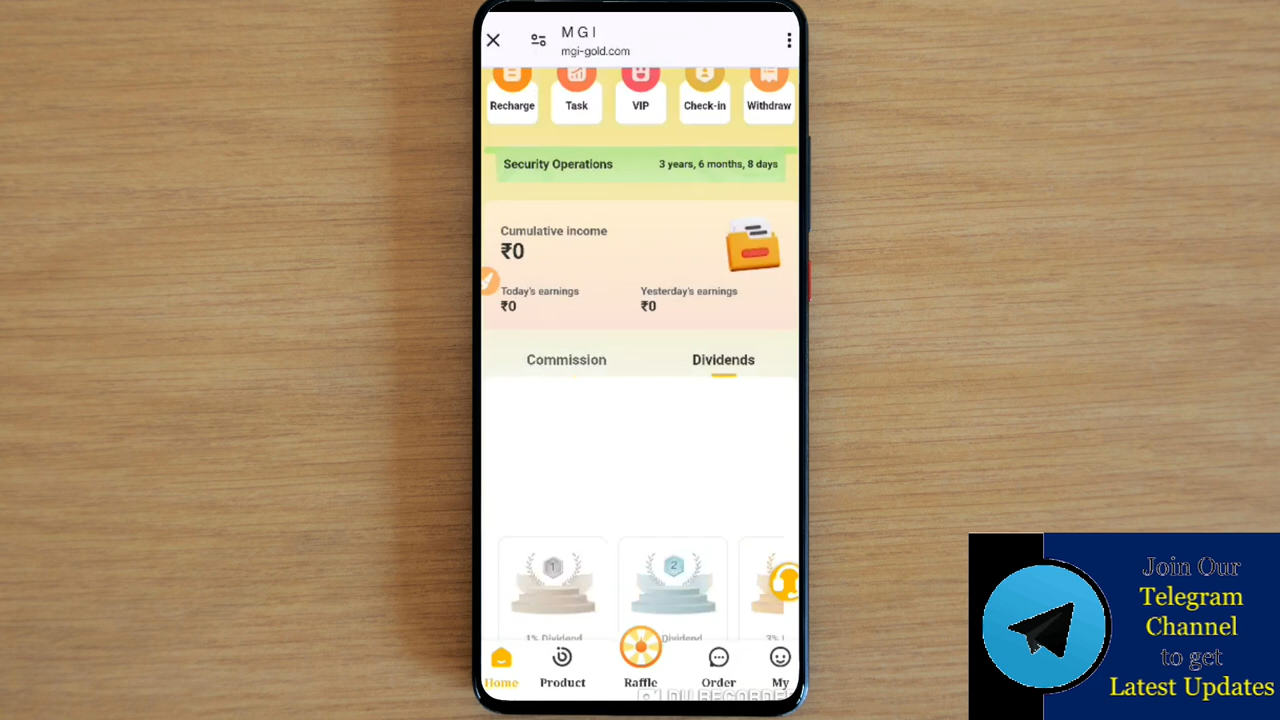 M G I
mgi-gold.com
Recharge
Task
VIP
Check-in
Withdraw
Security Operations
3 years, 6 months, 8 days
Cumulative income
₹0
Today's earnings
Yesterday's earnings
₹0
₹0
Commission
Dividends
1
2
1% Dividend
Dividend
3%
Home
Product
Raffle
Order
My
Join Our
Telegram
Channel
to get
Latest Updates